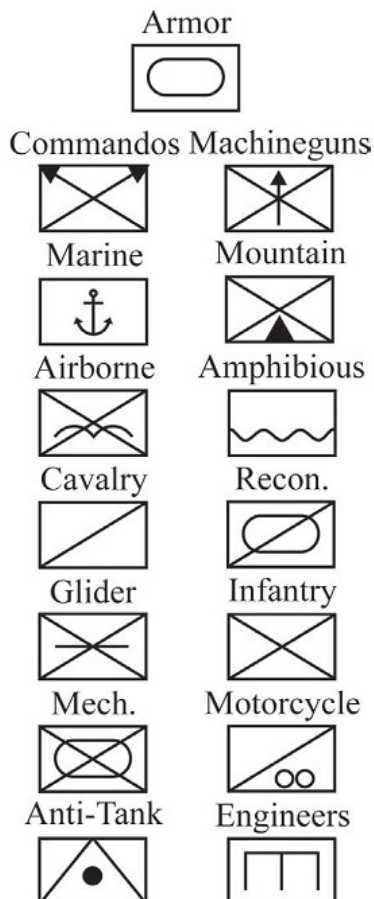 Armor
Commandos Machineguns
Marine Mountain
Airborne Amphibious
Cavalry Recon.
Glider Infantry
Mech. Motorcycle
Anti-Tank Engineers